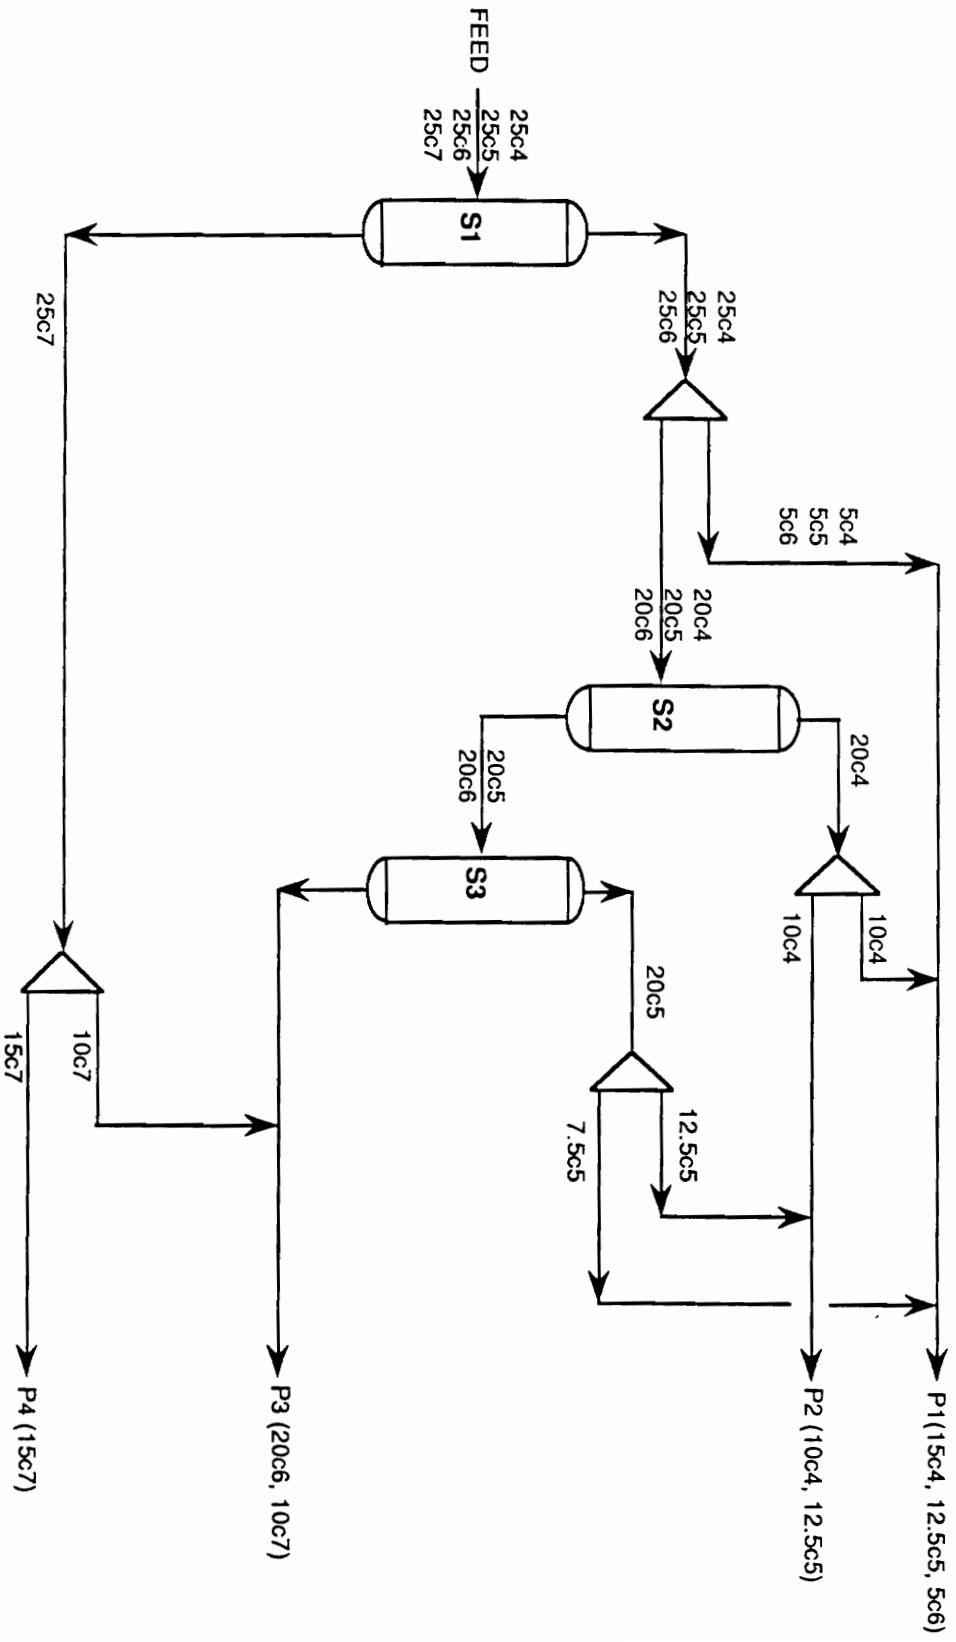 FEED
25c4
25c5
25c6
25c7
S1
25c4
25c5
25c6
25c7
5c4
5c5
5c6
20c4
20c5
20c6
S2
20c4
20c5
20c6
S3
10c4
10c4
20c5
12.5c5
7.5c5
10c7
15c7
P1(15c4, 12.5c5, 5c6)
P2 (10c4, 12.5c5)
P3 (20c6, 10c7)
P4 (15c7)